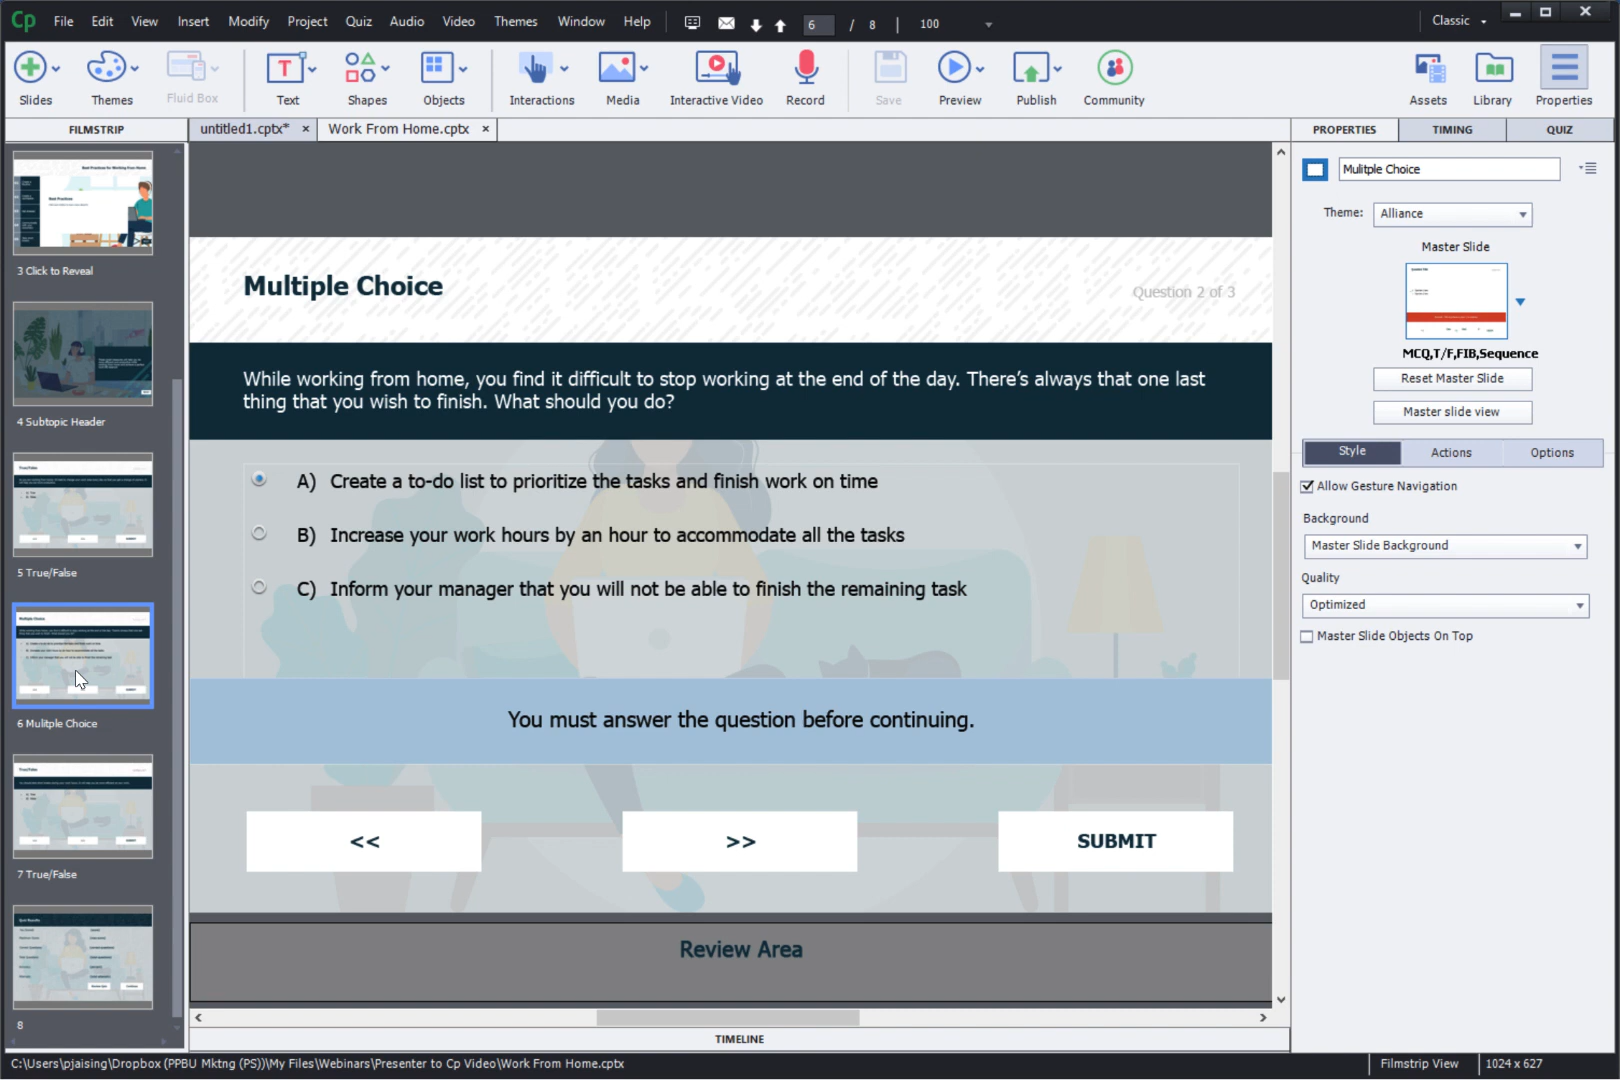 Cp File Edit View Insert Modify Project Quiz Audio Video Themes Window Help 6 / 8 100 Classic
Slides Themes Fluid Box Text Shapes Objects Interactions Media Interactive Video Record Save Preview Publish Community Assets Library Properties
FILMSTRIP
untitled1.cptx* × Work From Home.cptx ×
PROPERTIES TIMING QUIZ
3 Click to Reveal
4 Subtopic Header
5 True/False
6 Mulitple Choice
7 True/False
8
Multiple Choice
Question 2 of 3
While working from home, you find it difficult to stop working at the end of the day. There's always that one last
thing that you wish to finish. What should you do?
A) Create a to-do list to prioritize the tasks and finish work on time
B) Increase your work hours by an hour to accommodate all the tasks
C) Inform your manager that you will not be able to finish the remaining task
You must answer the question before continuing.
<< >> SUBMIT
Review Area
TIMELINE
Mulitple Choice
Theme: Alliance
Master Slide
MCQ,T/F,FIB,Sequence
Reset Master Slide
Master slide view
Style Actions Options
Allow Gesture Navigation
Background
Master Slide Background
Quality
Optimized
Master Slide Objects On Top
C:\Users\pjaising\Dropbox (PPBU Mktng (PS))\My Files\Webinars\Presenter to Cp Video\Work From Home.cptx
Filmstrip View 1024 x 627